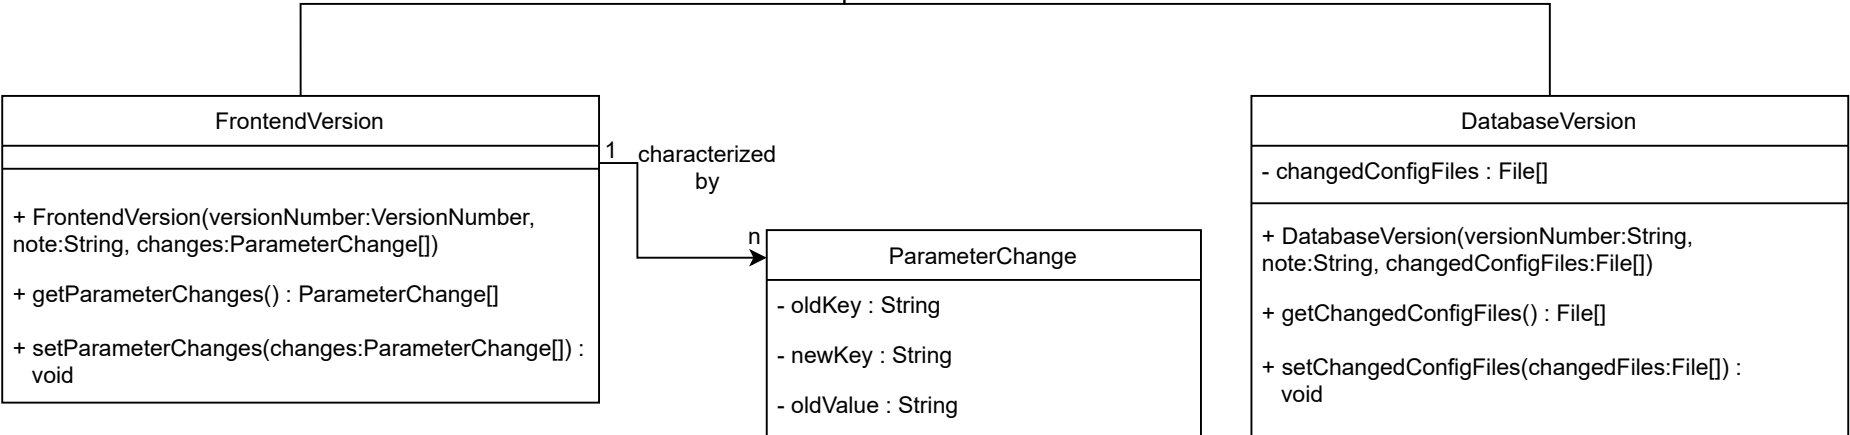 FrontendVersion
+ FrontendVersion(versionNumber:VersionNumber,
note:String, changes:ParameterChange[])
+ getParameterChanges() : ParameterChange[]
+ setParameterChanges(changes:ParameterChange[]) :
void
1
characterized
by
n
ParameterChange
- oldKey : String
- newKey : String
- oldValue : String
DatabaseVersion
- changedConfigFiles : File[]
+ DatabaseVersion(versionNumber:String,
note:String, changedConfigFiles:File[])
+ getChangedConfigFiles() : File[]
+ setChangedConfigFiles(changedFiles:File[]) :
void